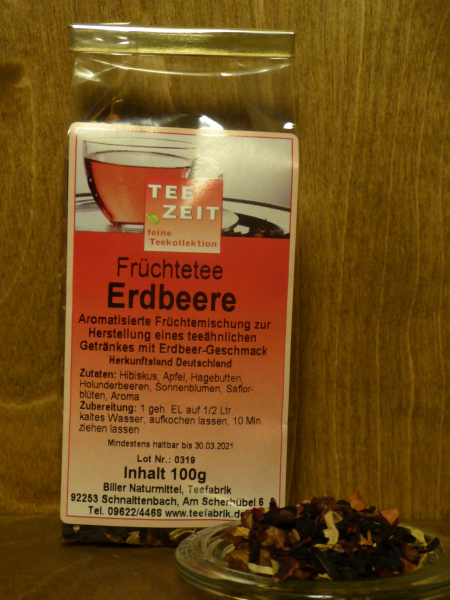 TEE
ZEIT
feine
Teekollektion
Früchtetee
Erdbeere
Aromatisierte Früchtemischung zur
Herstellung eines teeähnlichen
Getränkes mit Erdbeer-Geschmack
Herkunftsland Deutschland
Zutaten: Hibiskus, Apfel, Hagebutten,
Holunderbeeren, Sonnenblumen, Saflor-
blüten, Aroma
Zubereitung: 1 geh. EL auf 1/2 Ltr.
kaltes Wasser, aufkochen lassen, 10 Min.
ziehen lassen
Mindestens haltbar bis 30.03.2021
Lot Nr.: 0319
Inhalt 100g
Biller Naturmittel, Teefabrik
92253 Schnaittenbach, Am Scherhübel 6
Tel. 09622/4466 www.teefabrik.de